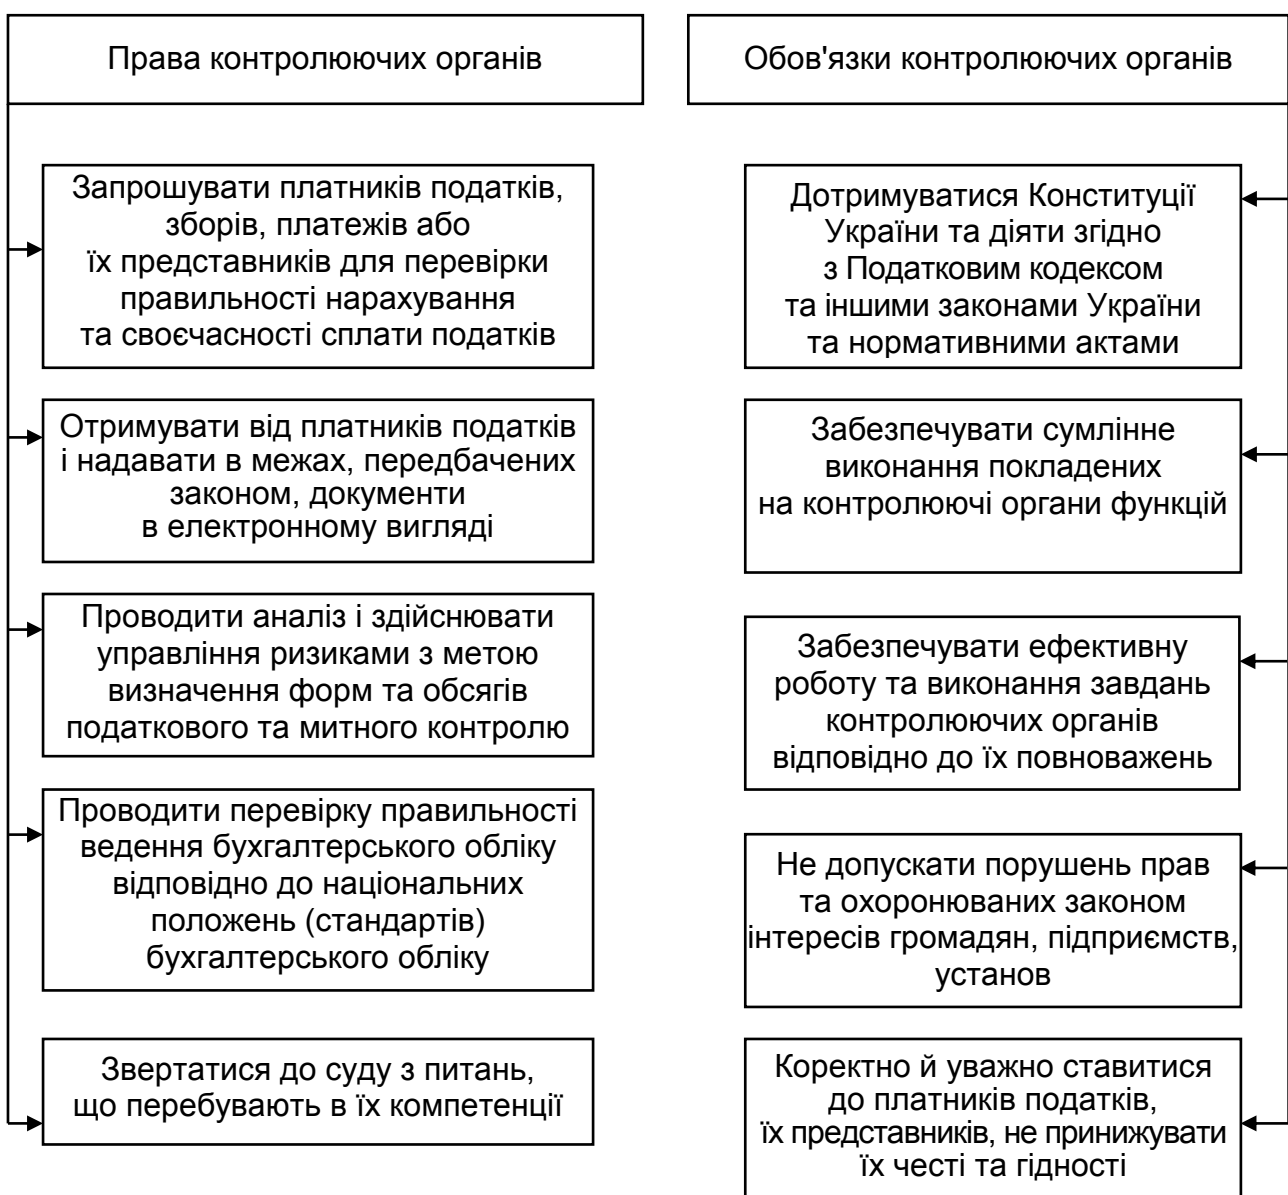 Права контролюючих органів
Запрошувати платників податків,
зборів, платежів або
їх представників для перевірки
правильності нарахування
та своєчасності сплати податків
Отримувати від платників податків
і надавати в межах, передбачених
законом, документи
в електронному вигляді
Проводити аналіз і здійснювати
управління ризиками з метою
визначення форм та обсягів
податкового та митного контролю
Проводити перевірку правильності
ведення бухгалтерського обліку
відповідно до національних
положень (стандартів)
бухгалтерського обліку
Звертатися до суду з питань,
що перебувають в їх компетенції
Обов'язки контролюючих органів
Дотримуватися Конституції
України та діяти згідно
з Податковим кодексом
та іншими законами України
та нормативними актами
Забезпечувати сумлінне
виконання покладених
на контролюючі органи функцій
Забезпечувати ефективну
роботу та виконання завдань
контролюючих органів
відповідно до їх повноважень
Не допускати порушень прав
та охоронюваних законом
інтересів громадян, підприємств,
установ
Коректно й уважно ставитися
до платників податків,
їх представників, не принижувати
їх честі та гідності